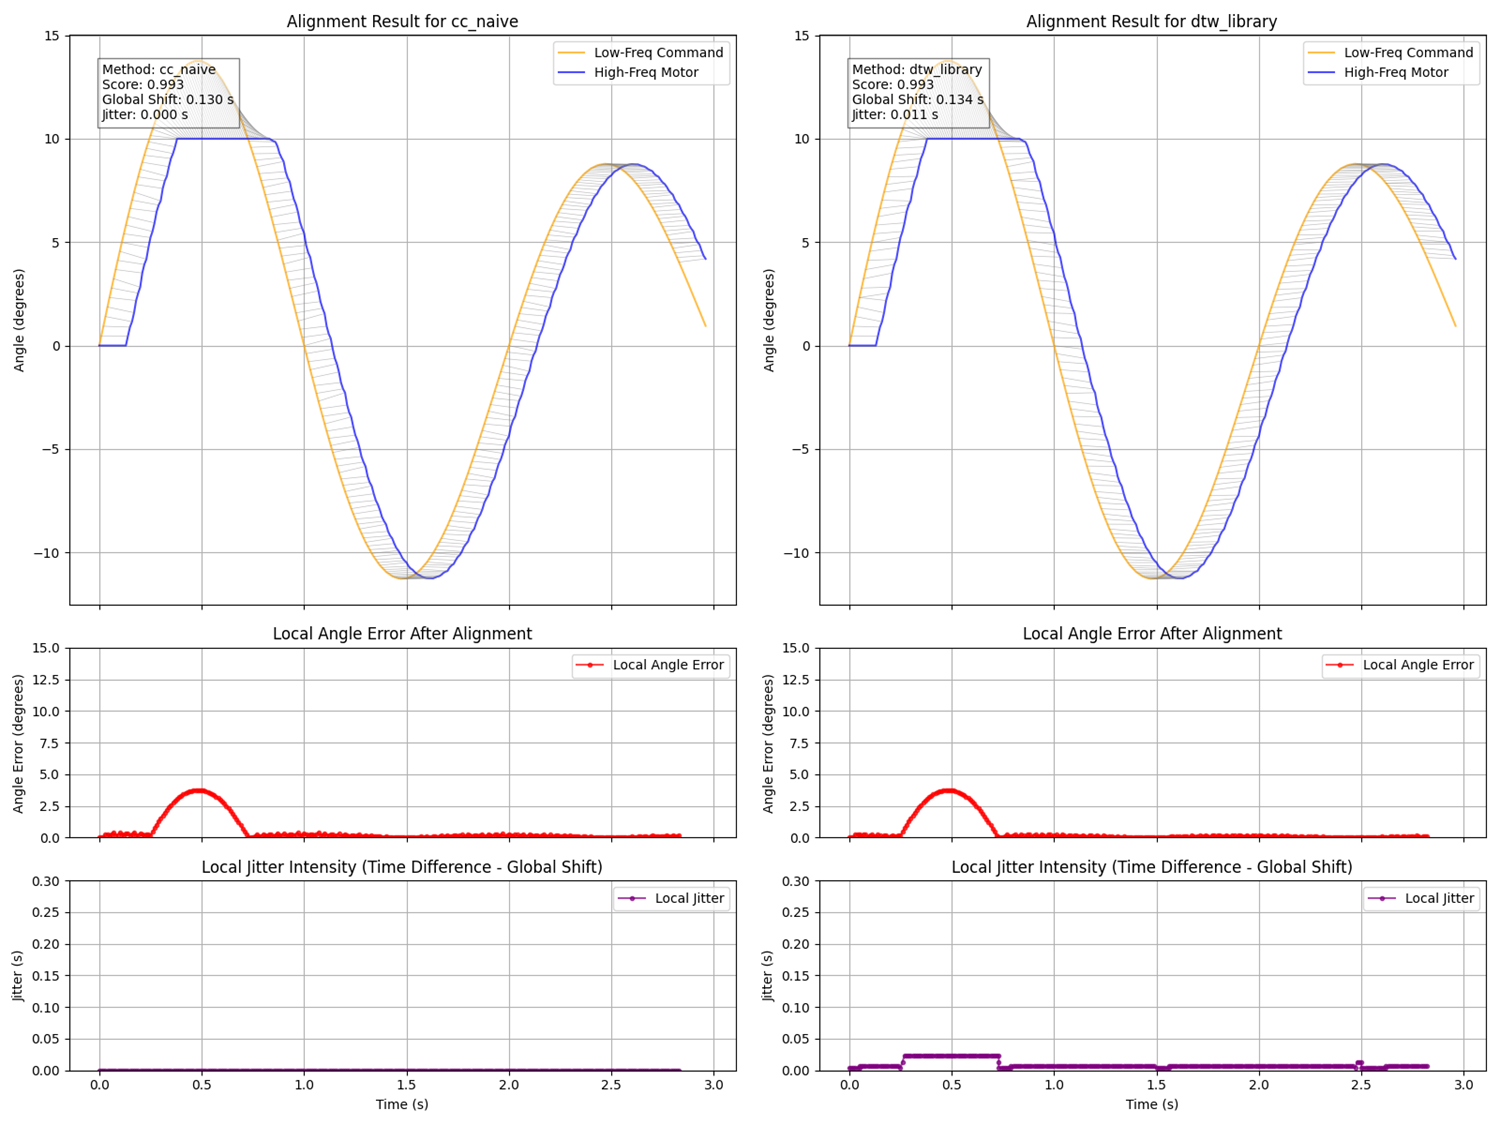 Alignment Result for cc_naive
15
10
5
0
−5
−10
Angle (degrees)
Low-Freq Command
High-Freq Motor
Method: cc_naive
Score: 0.993
Global Shift: 0.130 s
Jitter: 0.000 s
Alignment Result for dtw_library
15
10
5
0
−5
−10
Angle (degrees)
Low-Freq Command
High-Freq Motor
Method: dtw_library
Score: 0.993
Global Shift: 0.134 s
Jitter: 0.011 s
Local Angle Error After Alignment
15.0
12.5
10.0
7.5
5.0
2.5
0.0
Angle Error (degrees)
Local Angle Error
Local Angle Error After Alignment
15.0
12.5
10.0
7.5
5.0
2.5
0.0
Angle Error (degrees)
Local Angle Error
Local Jitter Intensity (Time Difference - Global Shift)
0.30
0.25
0.20
0.15
0.10
0.05
0.00
Jitter (s)
Local Jitter
0.0 0.5 1.0 1.5 2.0 2.5 3.0
Time (s)
Local Jitter Intensity (Time Difference - Global Shift)
0.30
0.25
0.20
0.15
0.10
0.05
0.00
Jitter (s)
Local Jitter
0.0 0.5 1.0 1.5 2.0 2.5 3.0
Time (s)